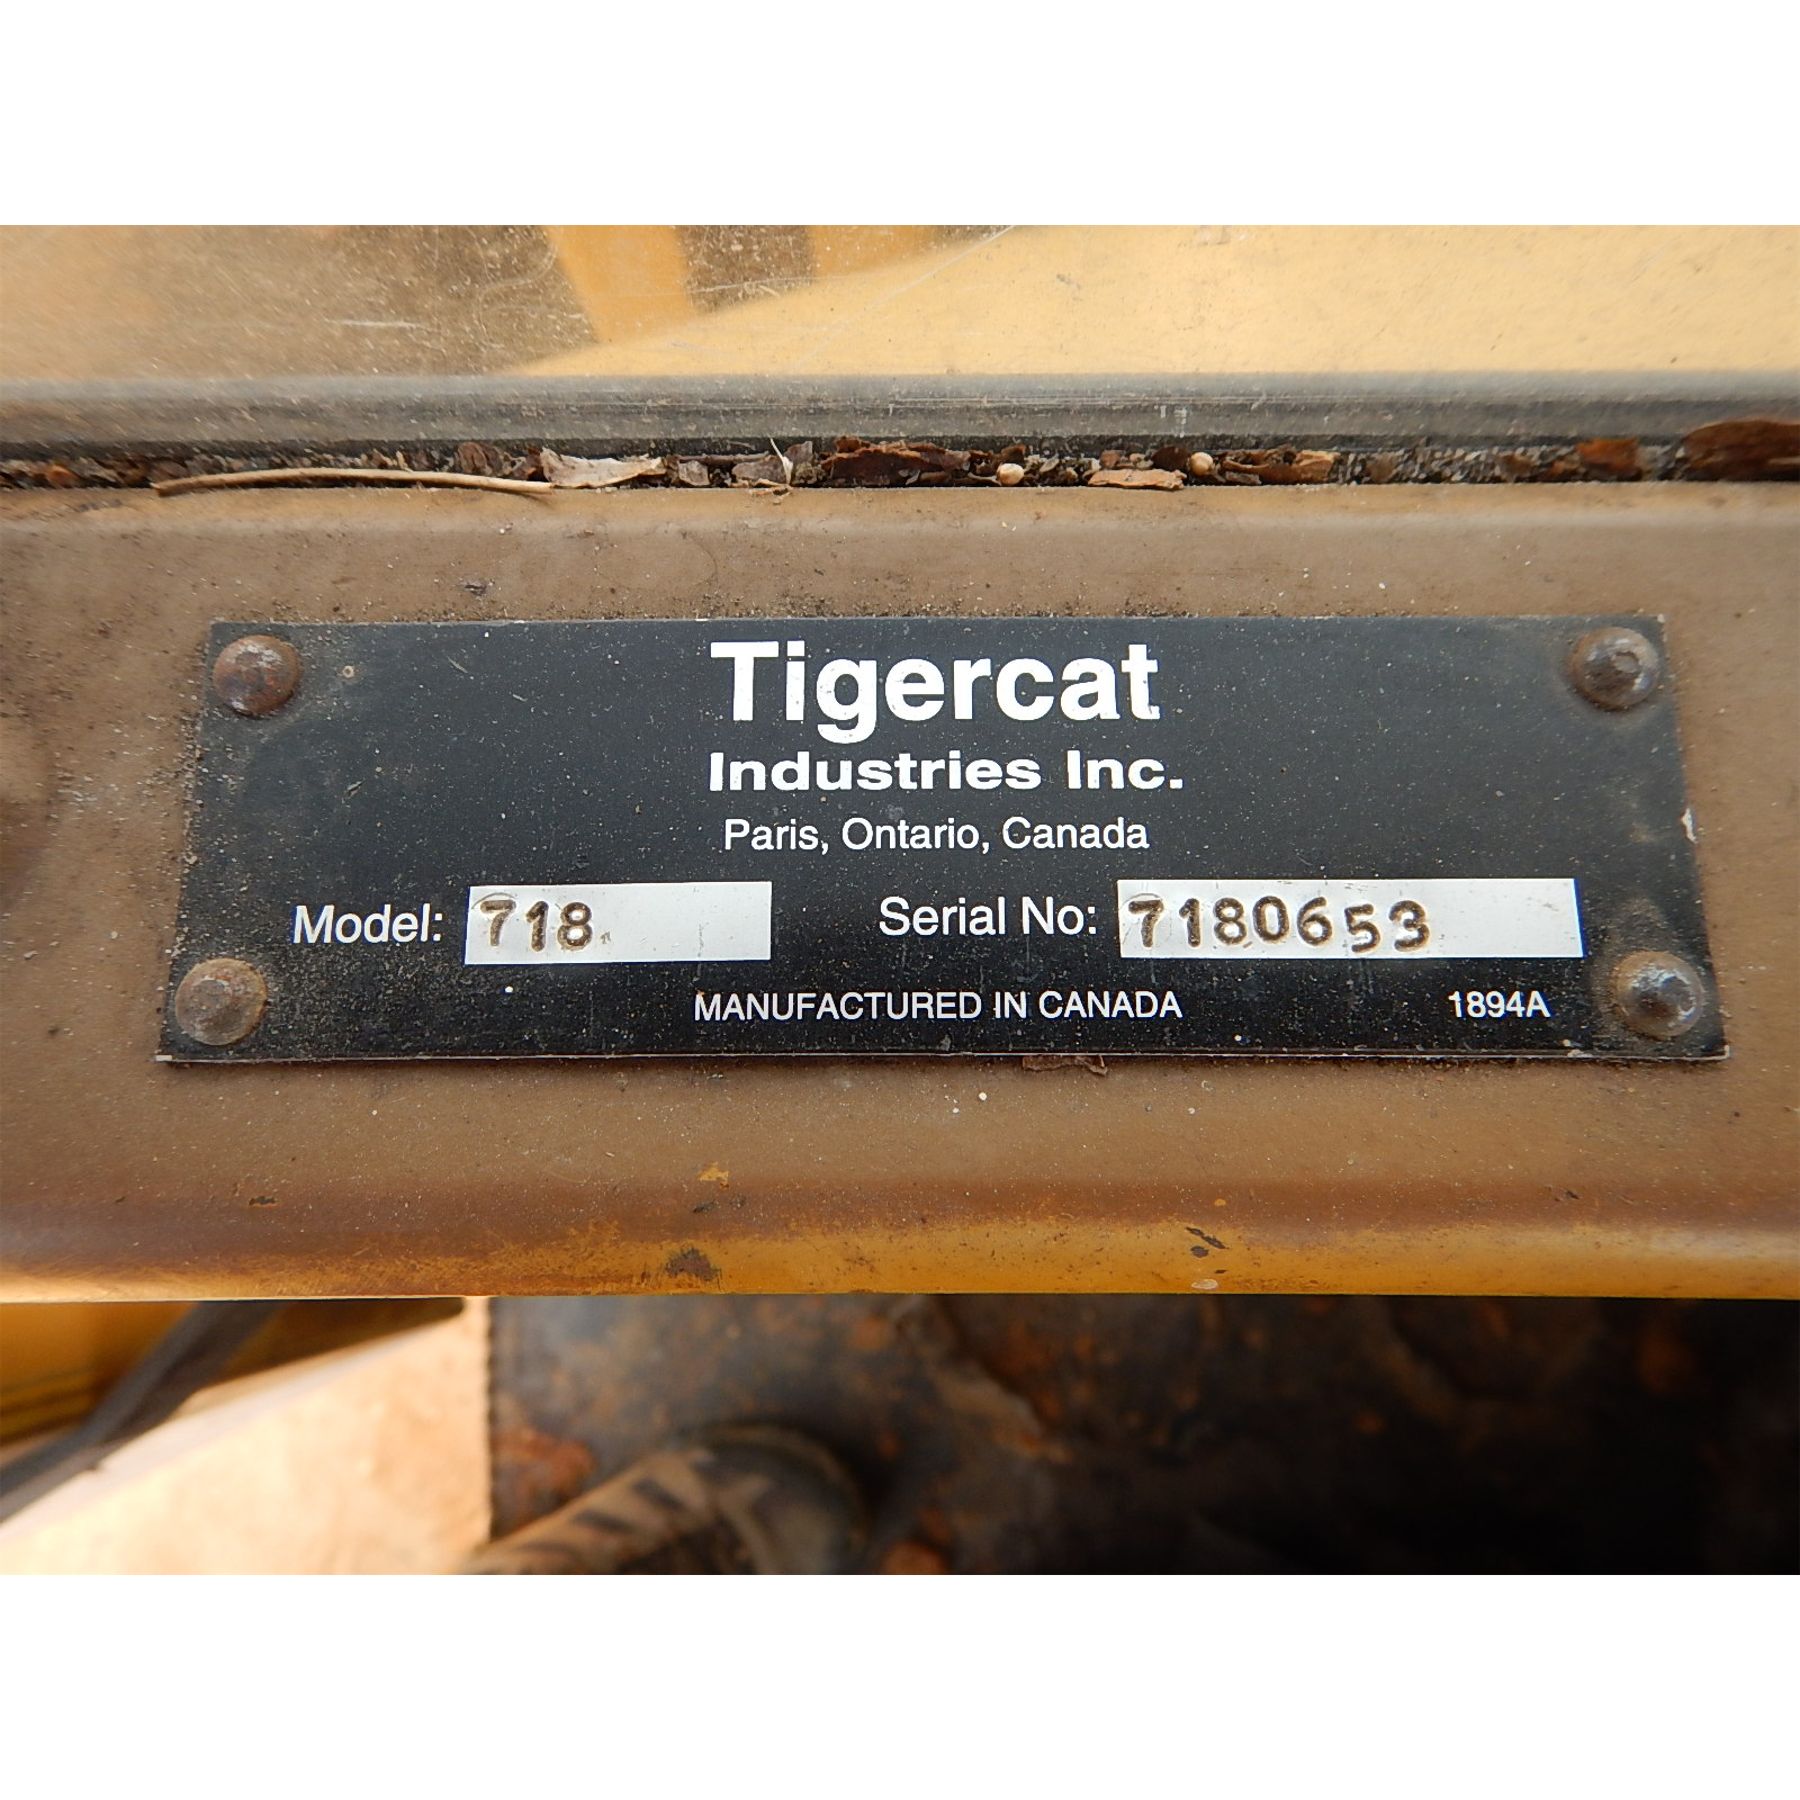 Tigercat
Industries Inc.
Paris, Ontario, Canada
Model: 718 Serial No: 7180653
MANUFACTURED IN CANADA 1894A